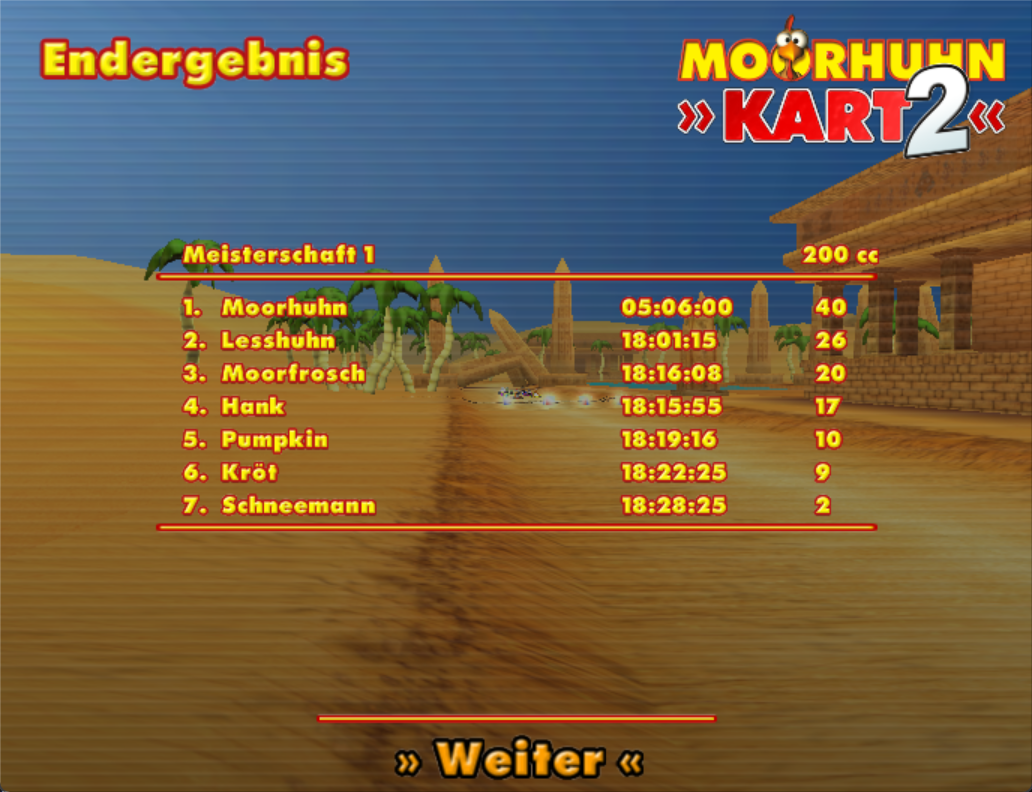 Endergebnis
MOORHUHN
» KART 2 «
Meisterschaft 1 200 cc
1. Moorhuhn 05:06:00 40
2. Lesshuhn 18:01:15 26
3. Moorfrosch 18:16:08 20
4. Hank 18:15:55 17
5. Pumpkin 18:19:16 10
6. Kröt 18:22:25 9
7. Schneemann 18:28:25 2
» Weiter «